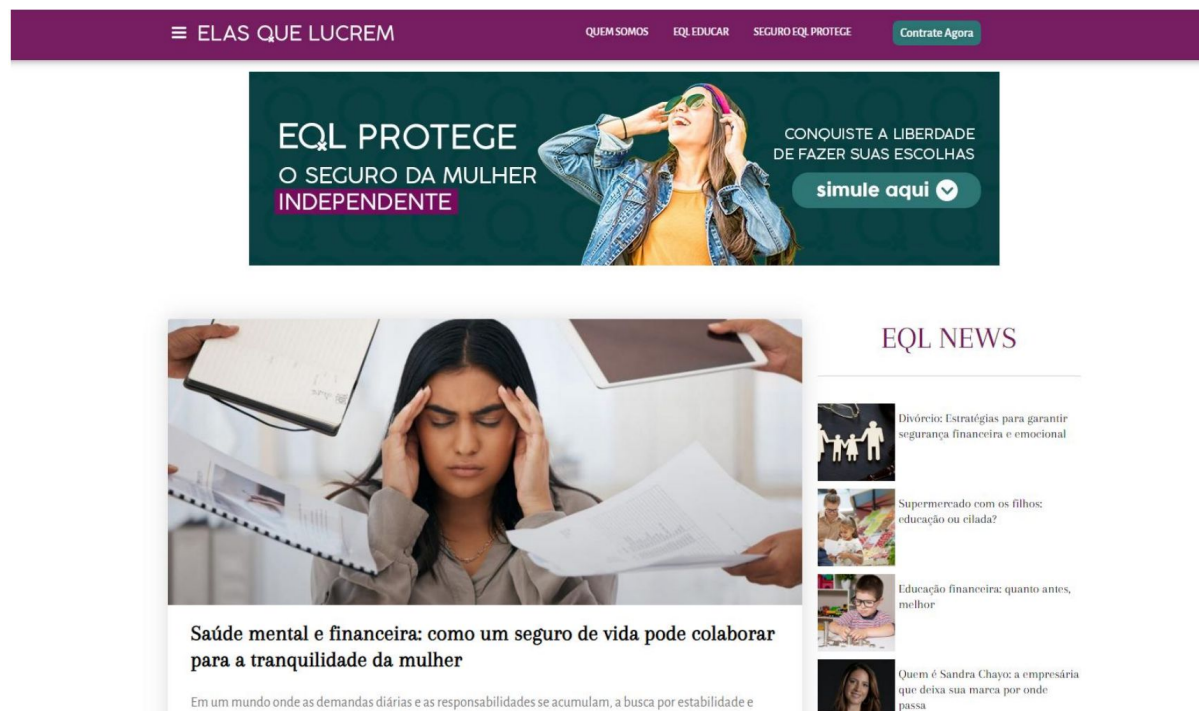 ELAS QUE LUCREM
QUEM SOMOS
EQL EDUCAR
SEGURO EQL PROTEGE
Contrate Agora
EQL PROTEGE
O SEGURO DA MULHER
INDEPENDENTE
CONQUISTE A LIBERDADE
DE FAZER SUAS ESCOLHAS
simule aqui
Saúde mental e financeira: como um seguro de vida pode colaborar
para a tranquilidade da mulher
Em um mundo onde as demandas diárias e as responsabilidades se acumulam, a busca por estabilidade e
EQL NEWS
Divórcio: Estratégias para garantir
segurança financeira e emocional
Supermercado com os filhos:
educação ou cilada?
Educação financeira: quanto antes,
melhor
Quem é Sandra Chayo: a empresária
que deixa sua marca por onde
passa